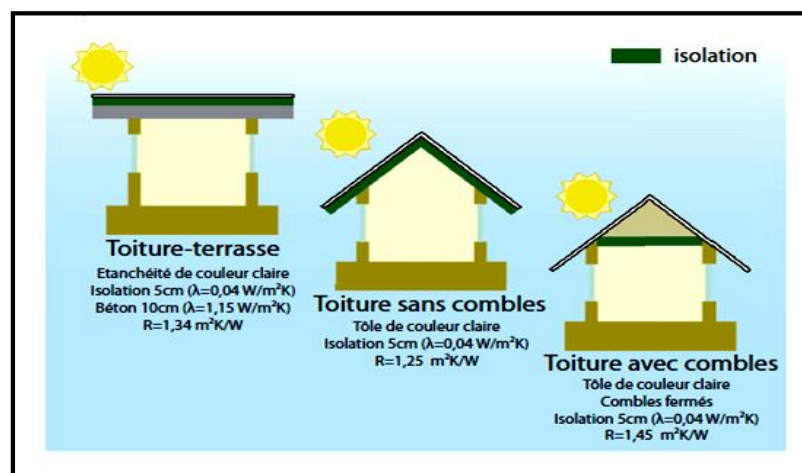 isolation
Toiture-terrasse
Etanchéité de couleur claire
Isolation 5cm (λ=0,04 W/m²K)
Béton 10cm (λ=1,15 W/m²K)
R=1,34 m²K/W
Toiture sans combles
Tôle de couleur claire
Isolation 5cm (λ=0,04 W/m²K)
R=1,25 m²K/W
Toiture avec combles
Tôle de couleur claire
Combles fermés
Isolation 5cm (λ=0,04 W/m²K)
R=1,45 m²K/W